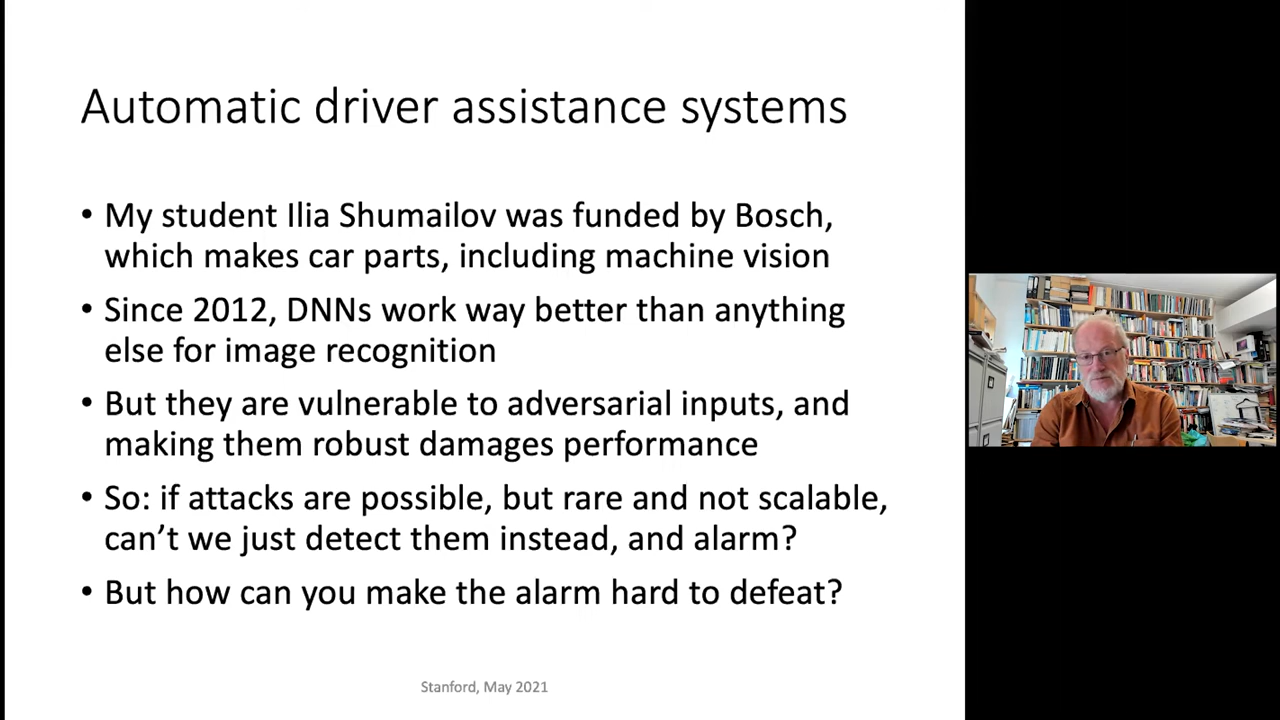 Automatic driver assistance systems
• My student Ilia Shumailov was funded by Bosch,
which makes car parts, including machine vision
• Since 2012, DNNs work way better than anything
else for image recognition
• But they are vulnerable to adversarial inputs, and
making them robust damages performance
• So: if attacks are possible, but rare and not scalable,
can’t we just detect them instead, and alarm?
• But how can you make the alarm hard to defeat?
Stanford, May 2021